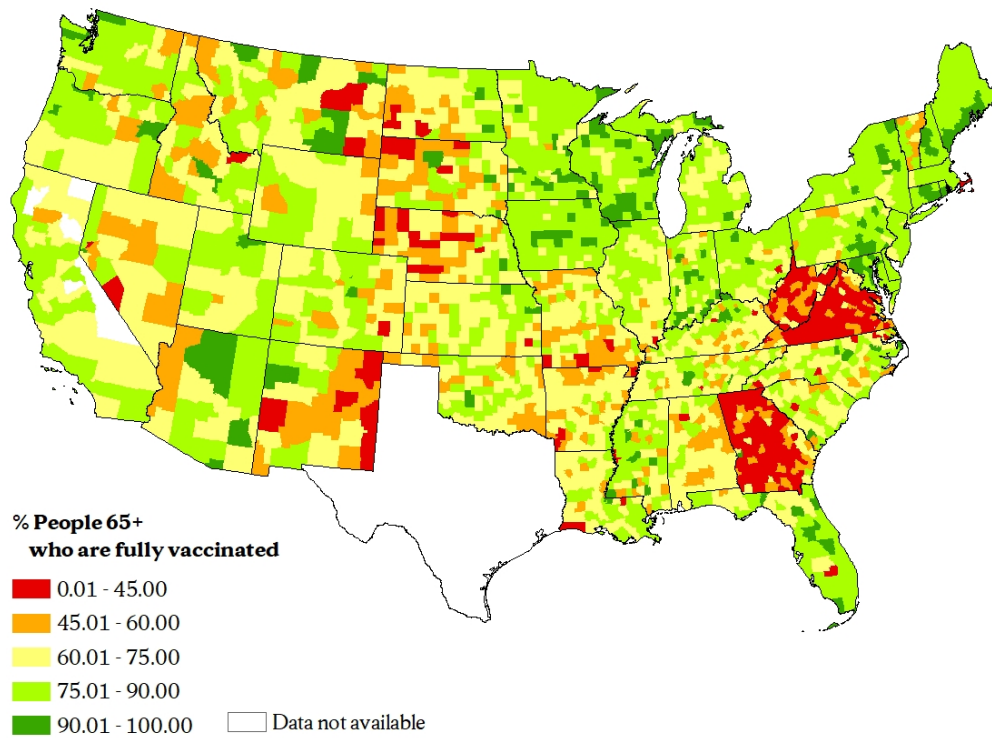 % People 65+
who are fully vaccinated
0.01 - 45.00
45.01 - 60.00
60.01 - 75.00
75.01 - 90.00
90.01 - 100.00
Data not available